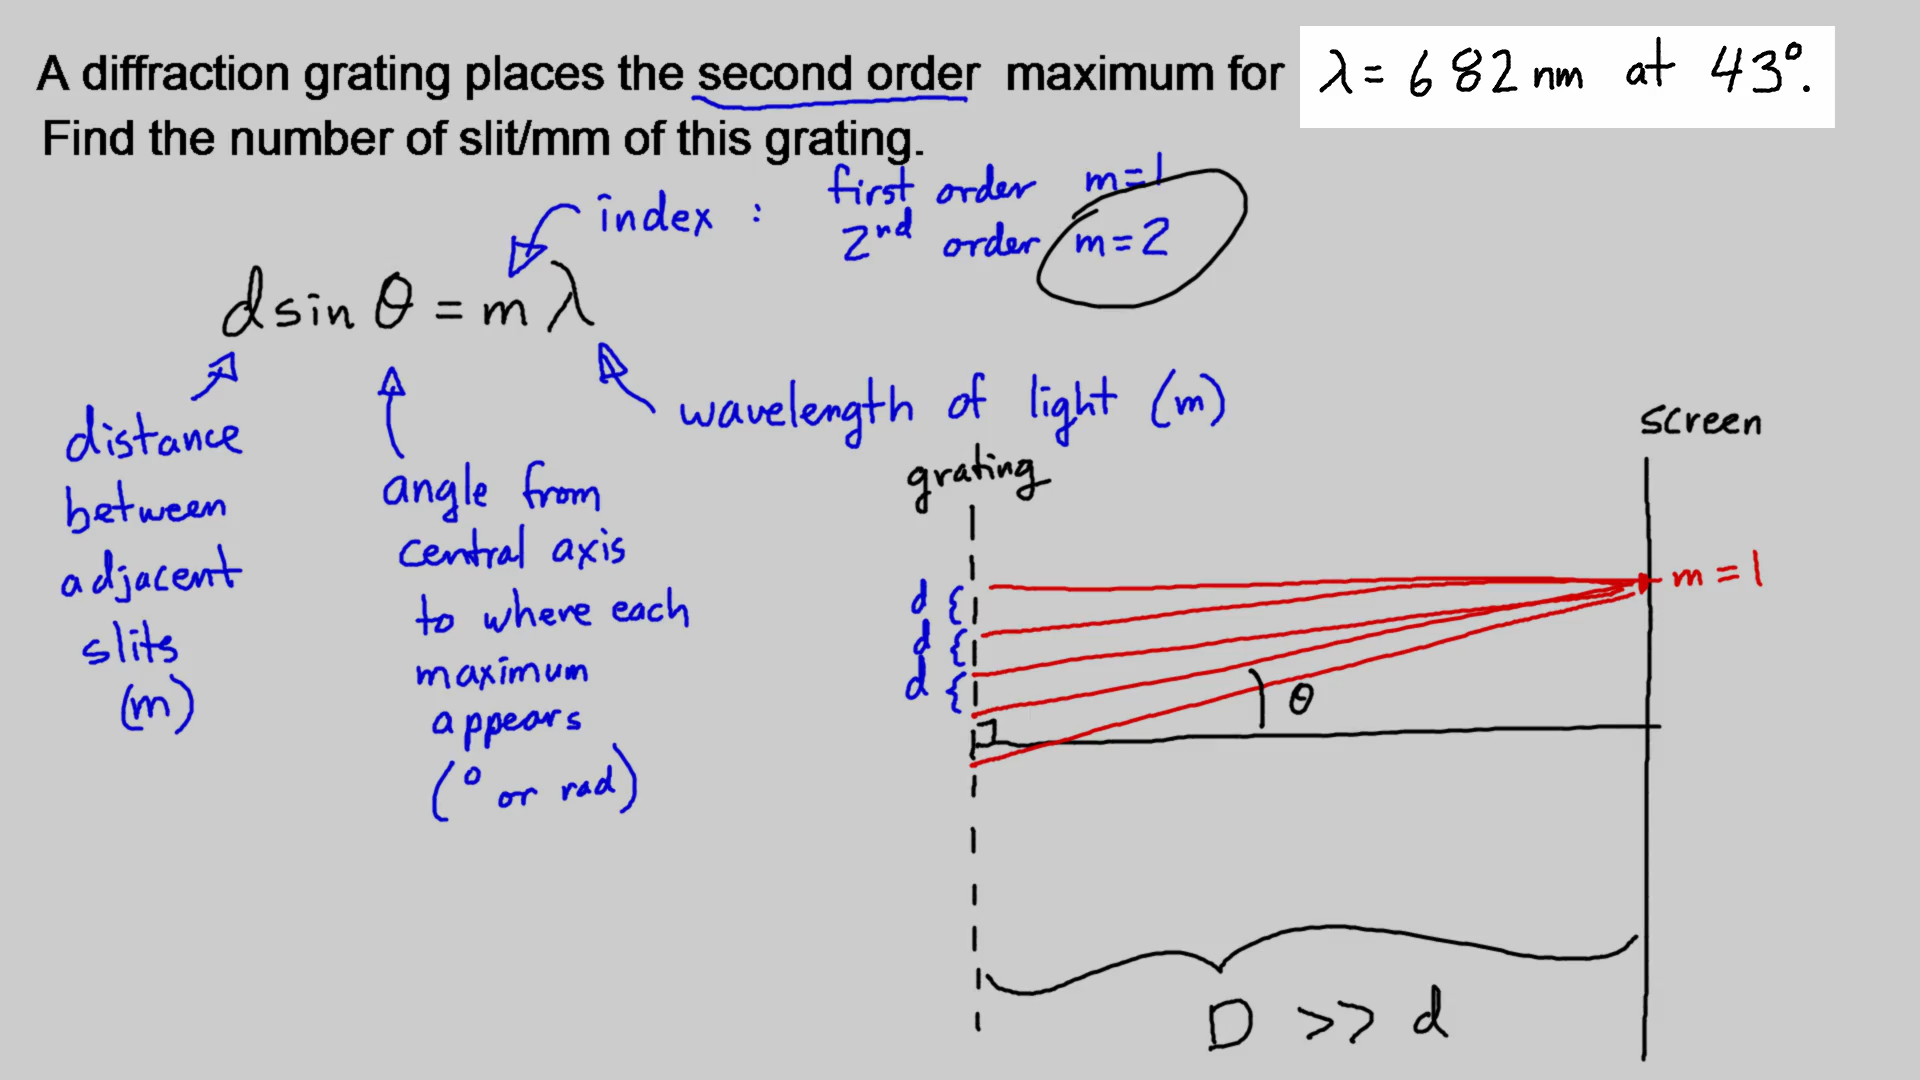 A diffraction grating places the second order maximum for λ = 682 nm at 43°.
Find the number of slit/mm of this grating.
index : first order m=1
2nd order m=2
d sin θ = m λ
distance
between
adjacent
slits
(m)
angle from
central axis
to where each
maximum
appears
(° or rad)
wavelength of light (m)
grating
screen
d {
d {
d {
m = 1
θ
D >> d